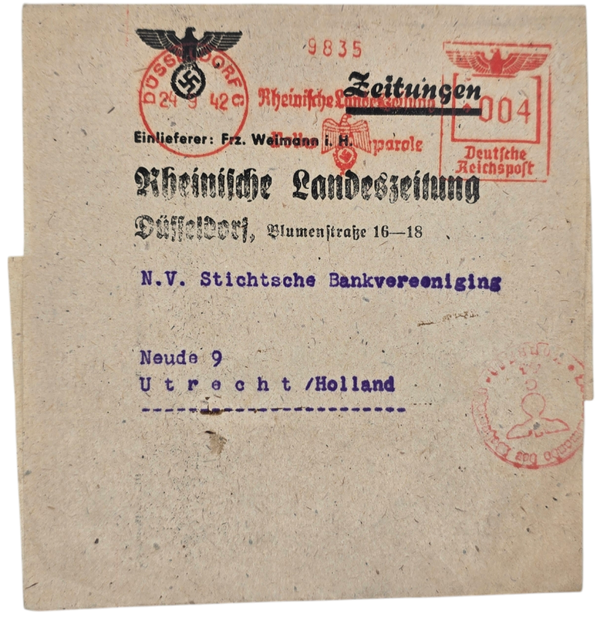 9835
DÜSSELDORF C
24 9 42
Rheinische Landeszeitung
Zeitungen
004
Deutsche
Reichspost
Einlieferer: Frz. Weimann i. H.
parole
Rheinische Landeszeitung
Düsseldorf, Blumenstraße 16—18
N.V. Stichtsche Bankvereeniging
Neude 9
Utrecht/Holland